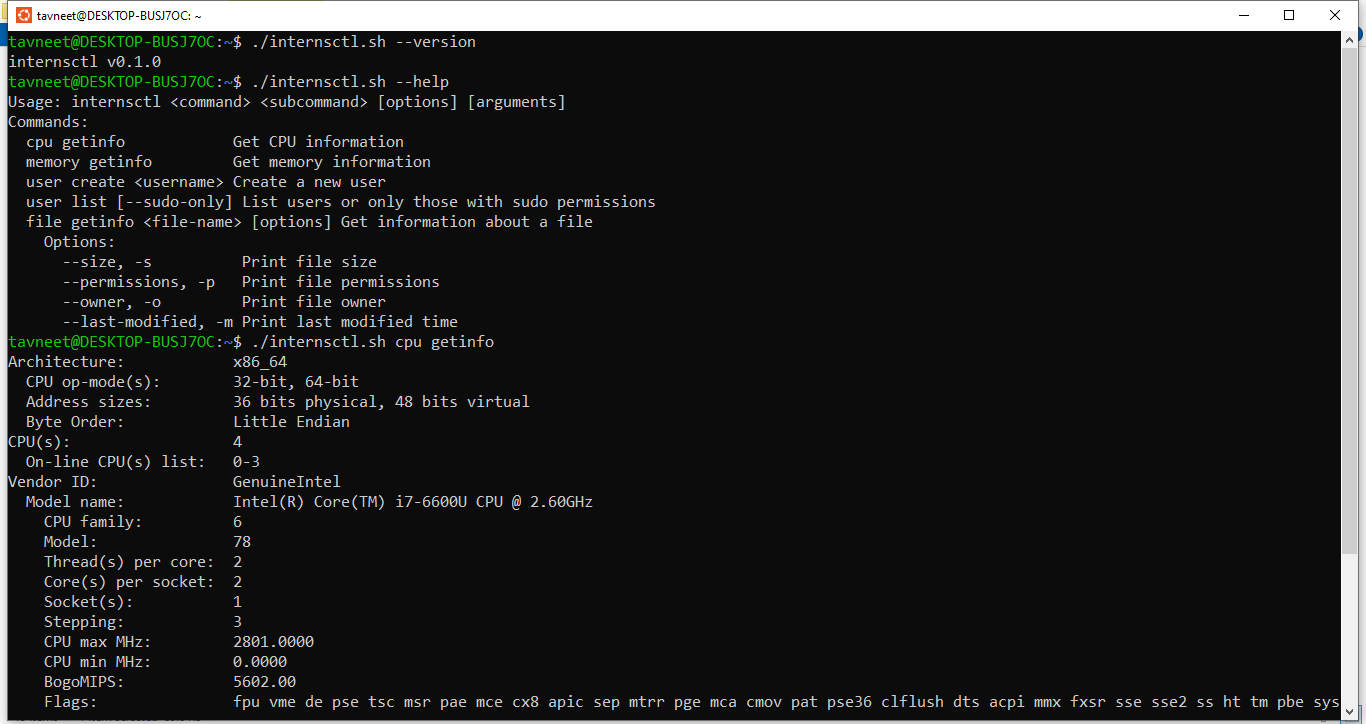 tavneet@DESKTOP-BUSJ7OC: ~
tavneet@DESKTOP-BUSJ7OC:~$ ./internsctl.sh --version
internsctl v0.1.0
tavneet@DESKTOP-BUSJ7OC:~$ ./internsctl.sh --help
Usage: internsctl <command> <subcommand> [options] [arguments]
Commands:
  cpu getinfo            Get CPU information
  memory getinfo         Get memory information
  user create <username> Create a new user
  user list [--sudo-only] List users or only those with sudo permissions
  file getinfo <file-name> [options] Get information about a file
    Options:
      --size, -s          Print file size
      --permissions, -p   Print file permissions
      --owner, -o         Print file owner
      --last-modified, -m Print last modified time
tavneet@DESKTOP-BUSJ7OC:~$ ./internsctl.sh cpu getinfo
Architecture:            x86_64
  CPU op-mode(s):        32-bit, 64-bit
  Address sizes:         36 bits physical, 48 bits virtual
  Byte Order:            Little Endian
CPU(s):                  4
  On-line CPU(s) list:   0-3
Vendor ID:               GenuineIntel
  Model name:            Intel(R) Core(TM) i7-6600U CPU @ 2.60GHz
    CPU family:          6
    Model:               78
    Thread(s) per core:  2
    Core(s) per socket:  2
    Socket(s):           1
    Stepping:            3
    CPU max MHz:         2801.0000
    CPU min MHz:         0.0000
    BogoMIPS:            5602.00
    Flags:               fpu vme de pse tsc msr pae mce cx8 apic sep mtrr pge mca cmov pat pse36 clflush dts acpi mmx fxsr sse sse2 ss ht tm pbe sys